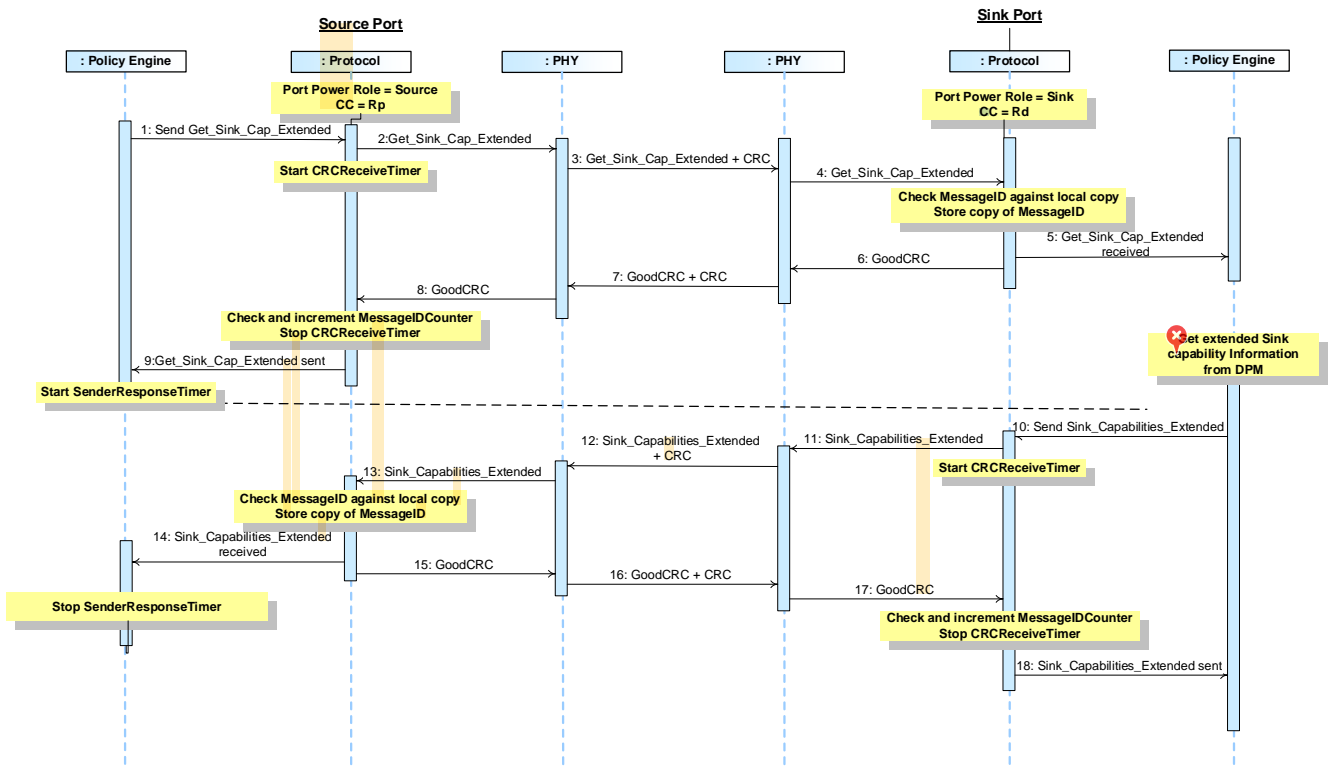 Source Port
Sink Port
: Policy Engine
: Protocol
: PHY
: PHY
: Protocol
: Policy Engine
Port Power Role = Source
CC = Rp
Port Power Role = Sink
CC = Rd
1: Send Get_Sink_Cap_Extended
2:Get_Sink_Cap_Extended
Start CRCReceiveTimer
3: Get_Sink_Cap_Extended + CRC
4: Get_Sink_Cap_Extended
Check MessageID against local copy
Store copy of MessageID
5: Get_Sink_Cap_Extended
received
6: GoodCRC
7: GoodCRC + CRC
8: GoodCRC
Check and increment MessageIDCounter
Stop CRCReceiveTimer
9:Get_Sink_Cap_Extended sent
Start SenderResponseTimer
extended Sink
capability Information
from DPM
10: Send Sink_Capabilities_Extended
11: Sink_Capabilities_Extended
Start CRCReceiveTimer
12: Sink_Capabilities_Extended
+ CRC
13: Sink_Capabilities_Extended
Check MessageID against local copy
Store copy of MessageID
14: Sink_Capabilities_Extended
received
15: GoodCRC
16: GoodCRC + CRC
17: GoodCRC
Stop SenderResponseTimer
Check and increment MessageIDCounter
Stop CRCReceiveTimer
18: Sink_Capabilities_Extended sent